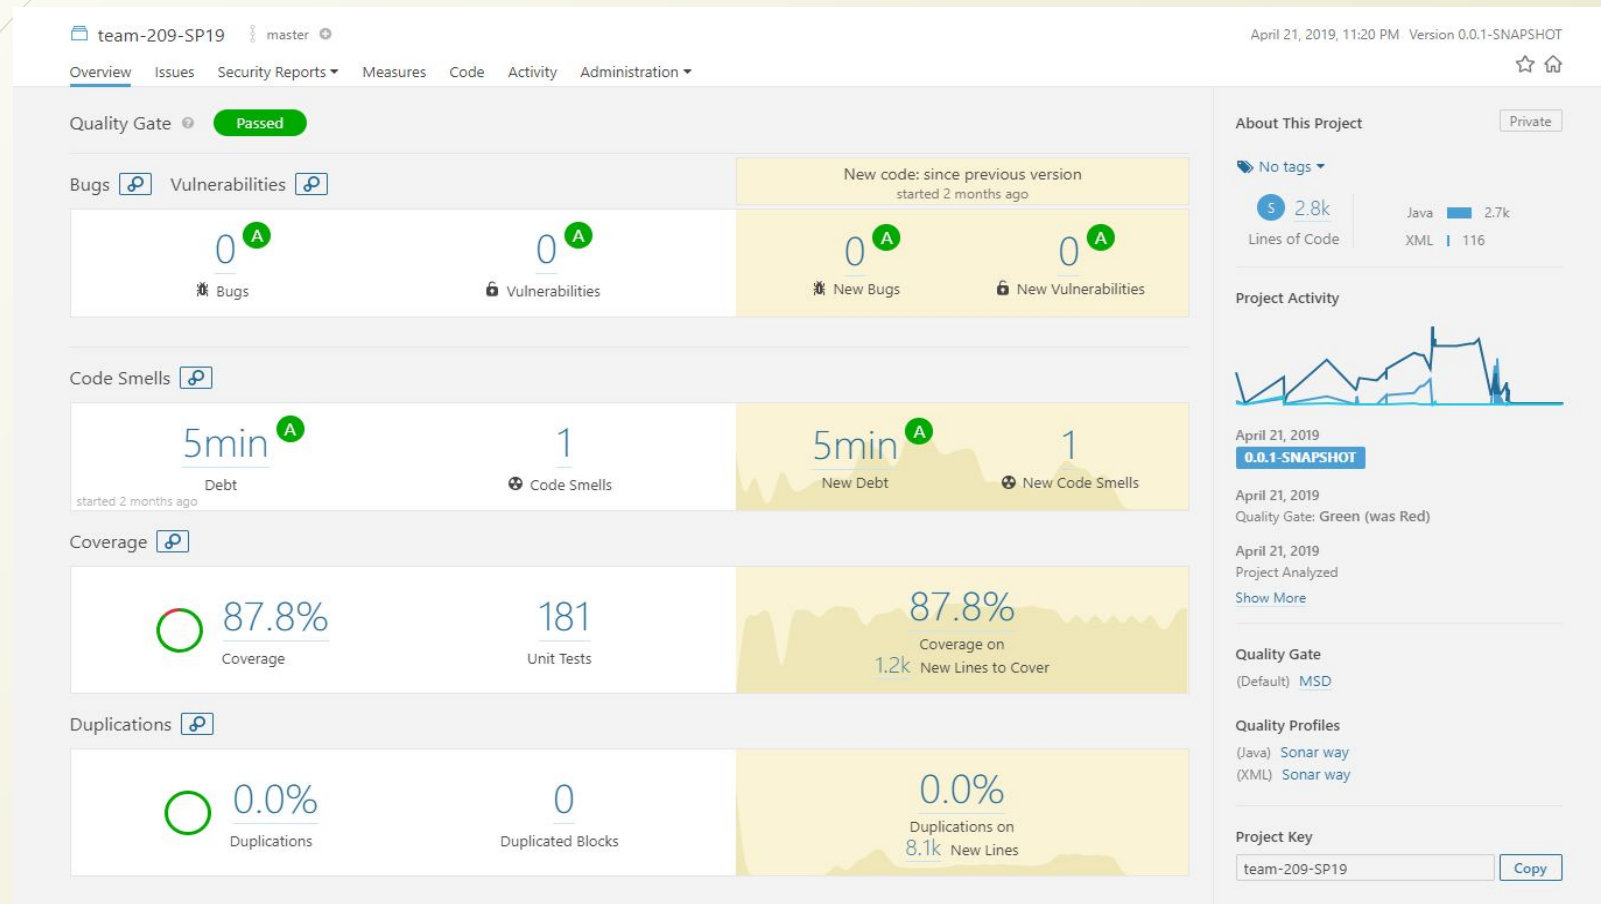 team-209-SP19 master
April 21, 2019, 11:20 PM Version 0.0.1-SNAPSHOT
Overview Issues Security Reports Measures Code Activity Administration
Quality Gate Passed
Bugs Vulnerabilities
New code: since previous version
started 2 months ago
0 A 0 A 0 A 0 A
Bugs Vulnerabilities New Bugs New Vulnerabilities
Code Smells
5min A 1 5min A 1
Debt Code Smells New Debt New Code Smells
started 2 months ago
Coverage
87.8% 181 87.8%
Coverage Unit Tests Coverage on
1.2k New Lines to Cover
Duplications
0.0% 0 0.0%
Duplications Duplicated Blocks Duplications on
8.1k New Lines
About This Project Private
No tags
S 2.8k Java 2.7k
Lines of Code XML 116
Project Activity
April 21, 2019
0.0.1-SNAPSHOT
April 21, 2019
Quality Gate: Green (was Red)
April 21, 2019
Project Analyzed
Show More
Quality Gate
(Default) MSD
Quality Profiles
(Java) Sonar way
(XML) Sonar way
Project Key
team-209-SP19 Copy